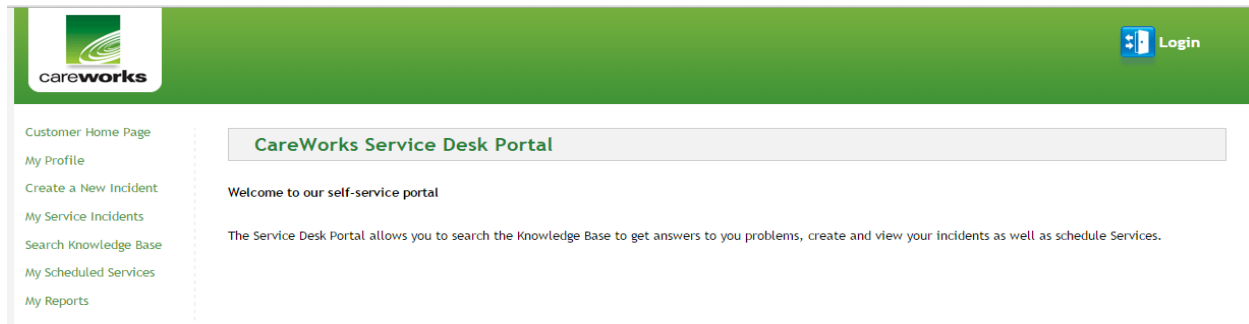 careworks
Login
Customer Home Page
My Profile
Create a New Incident
My Service Incidents
Search Knowledge Base
My Scheduled Services
My Reports
CareWorks Service Desk Portal
Welcome to our self-service portal
The Service Desk Portal allows you to search the Knowledge Base to get answers to you problems, create and view your incidents as well as schedule Services.